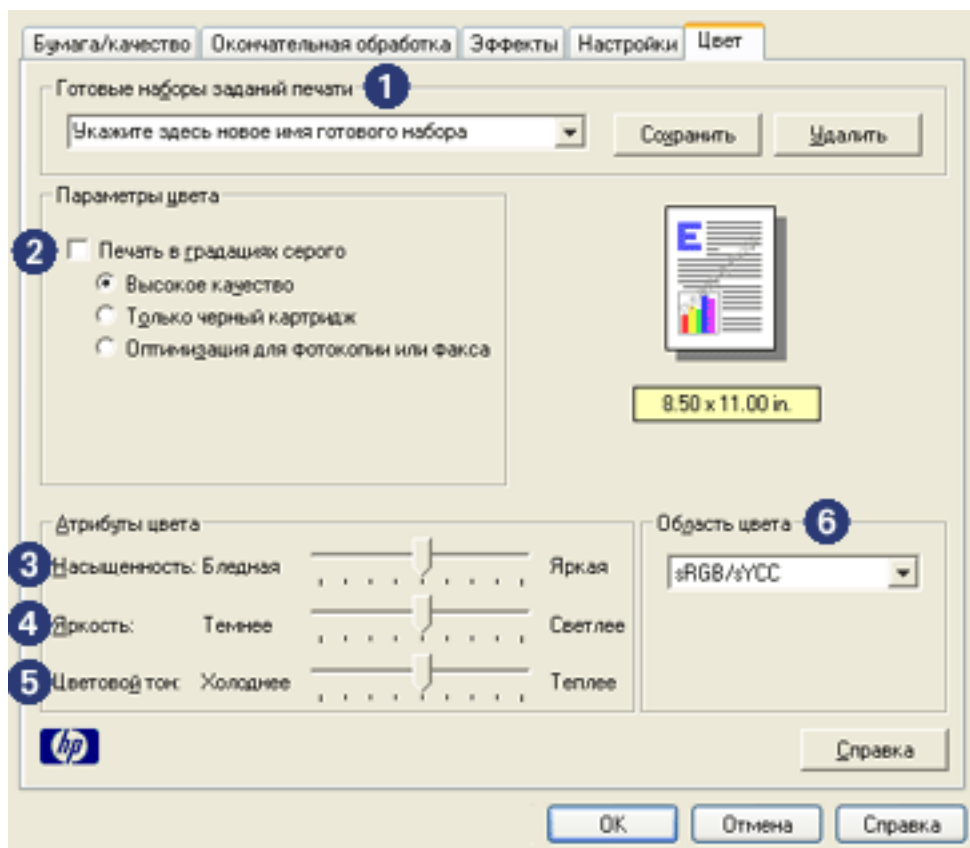 Бумага/качество Окончательная обработка Эффекты Настройки Цвет
Готовые наборы заданий печати 1
Укажите здесь новое имя готового набора Сохранить Удалить
Параметры цвета
2 Печать в градациях серого
Высокое качество
Только черный картридж
Оптимизация для фотокопии или факса
E
8.50 x 11.00 in.
Атрибуты цвета
3 Насыщенность: Бледная Яркая
4 Яркость: Темнее Светлее
5 Цветовой тон: Холоднее Теплее
Область цвета 6
sRGB/sYCC
hp
Справка
OK Отмена Справка